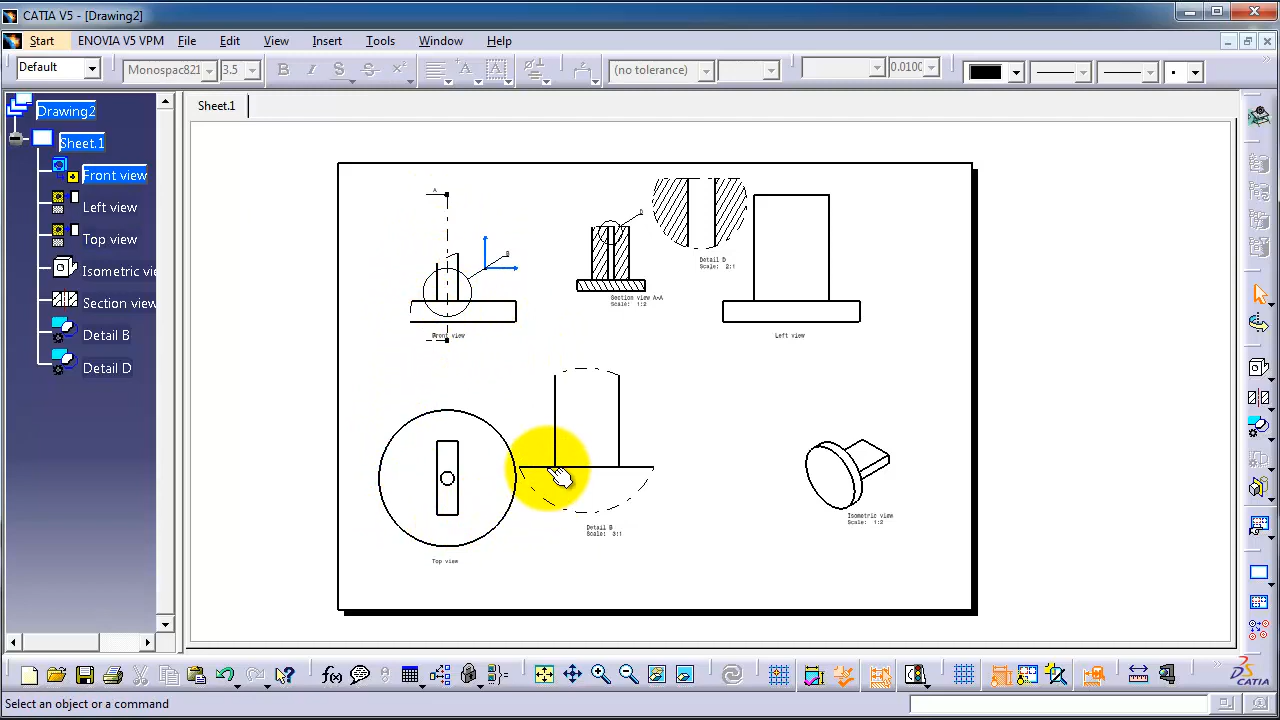 CATIA V5 - [Drawing2]
Start ENOVIA V5 VPM File Edit View Insert Tools Window Help
Default Monospac821 3.5 B I S S (no tolerance) 0.010
Drawing2
Sheet.1
Front view
Left view
Top view
Isometric vie
Section view
Detail B
Detail D
Sheet.1
A
B
Front view
D
Section view A-A
Scale: 1:2
Detail D
Scale: 2:1
Left view
Top view
Detail B
Scale: 3:1
Isometric view
Scale: 1:2
f(x)
CATIA
Select an object or a command